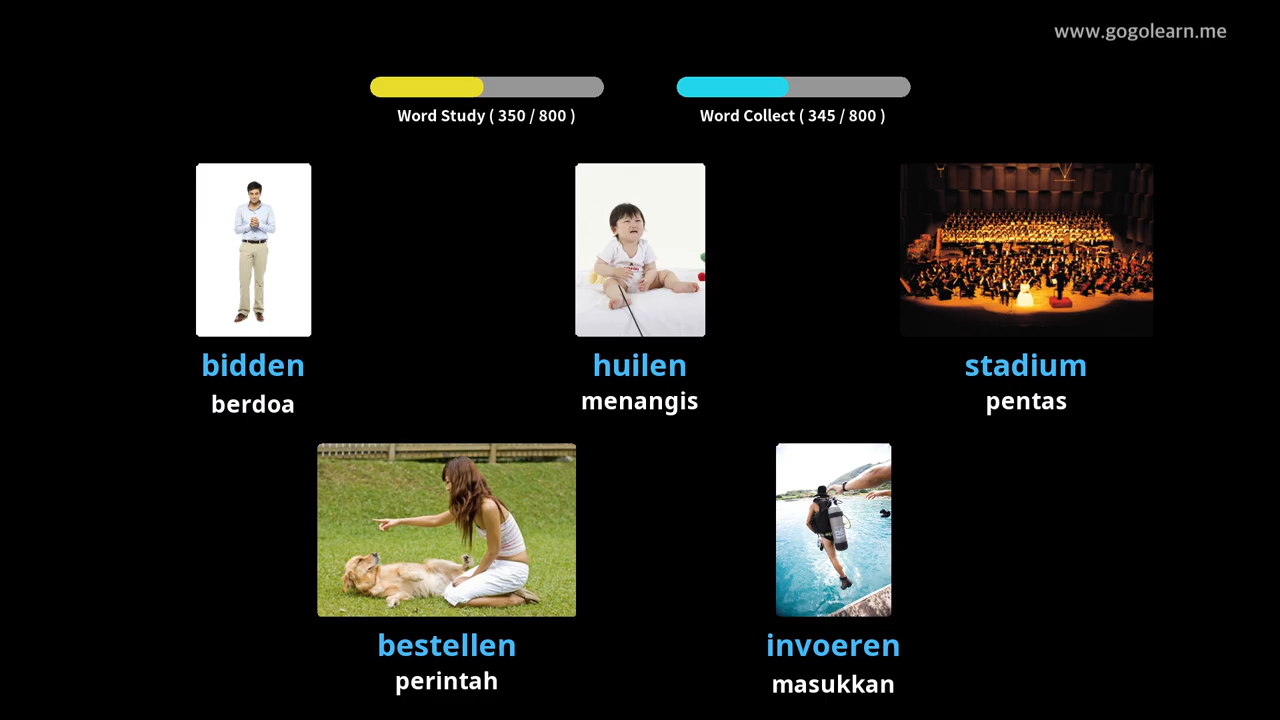 www.gogolearn.me
Word Study ( 350 / 800 )
Word Collect ( 345 / 800 )
bidden
berdoa
huilen
menangis
stadium
pentas
bestellen
perintah
invoeren
masukkan